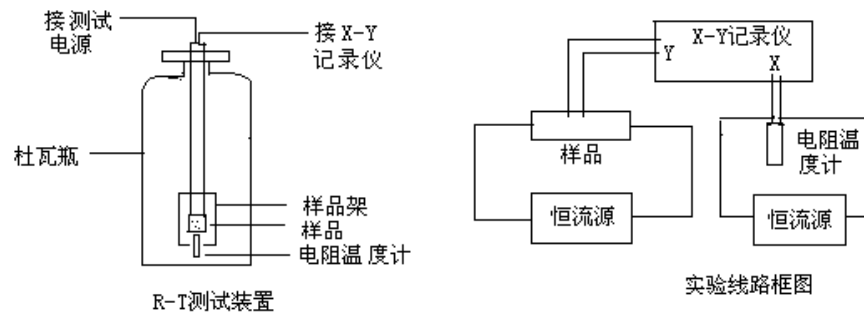 接测试
电源
接X-Y
记录仪
杜瓦瓶
样品架
样品
电阻温度计
R-T测试装置
X-Y记录仪
Y
X
样品
电阻温
度计
恒流源
恒流源
实验线路框图